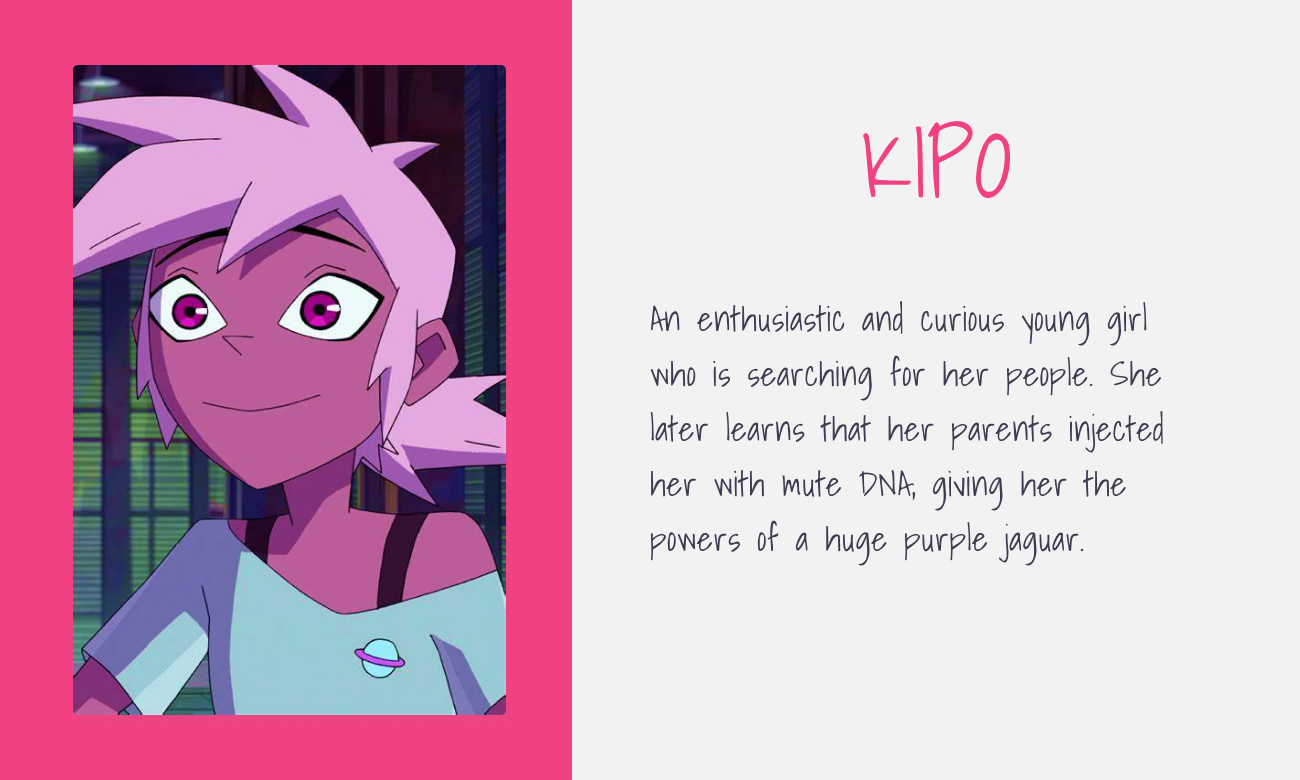 KIPO
An enthusiastic and curious young girl
who is searching for her people. She
later learns that her parents injected
her with mute DNA, giving her the
powers of a huge purple jaguar.